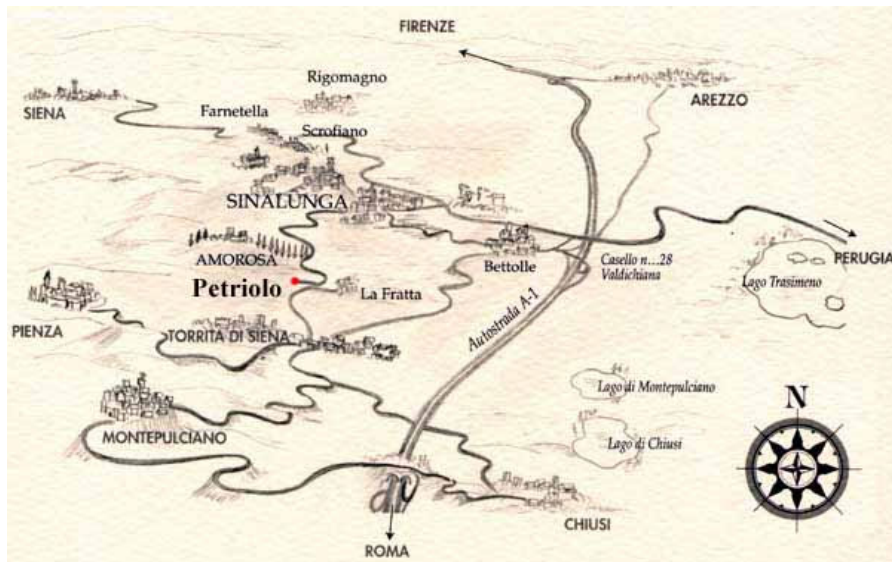 FIRENZE
Rigomagno
AREZZO
SIENA
Farnetella
Scrofiano
SINALUNGA
AMOROSA
Bettolle
Casello n...28
Valdichiana
PERUGIA
Lago Trasimeno
Petriolo
La Fratta
PIENZA
TORRITA DI SIENA
Autostrada A-1
Lago di Montepulciano
N
MONTEPULCIANO
Lago di Chiusi
CHIUSI
ROMA